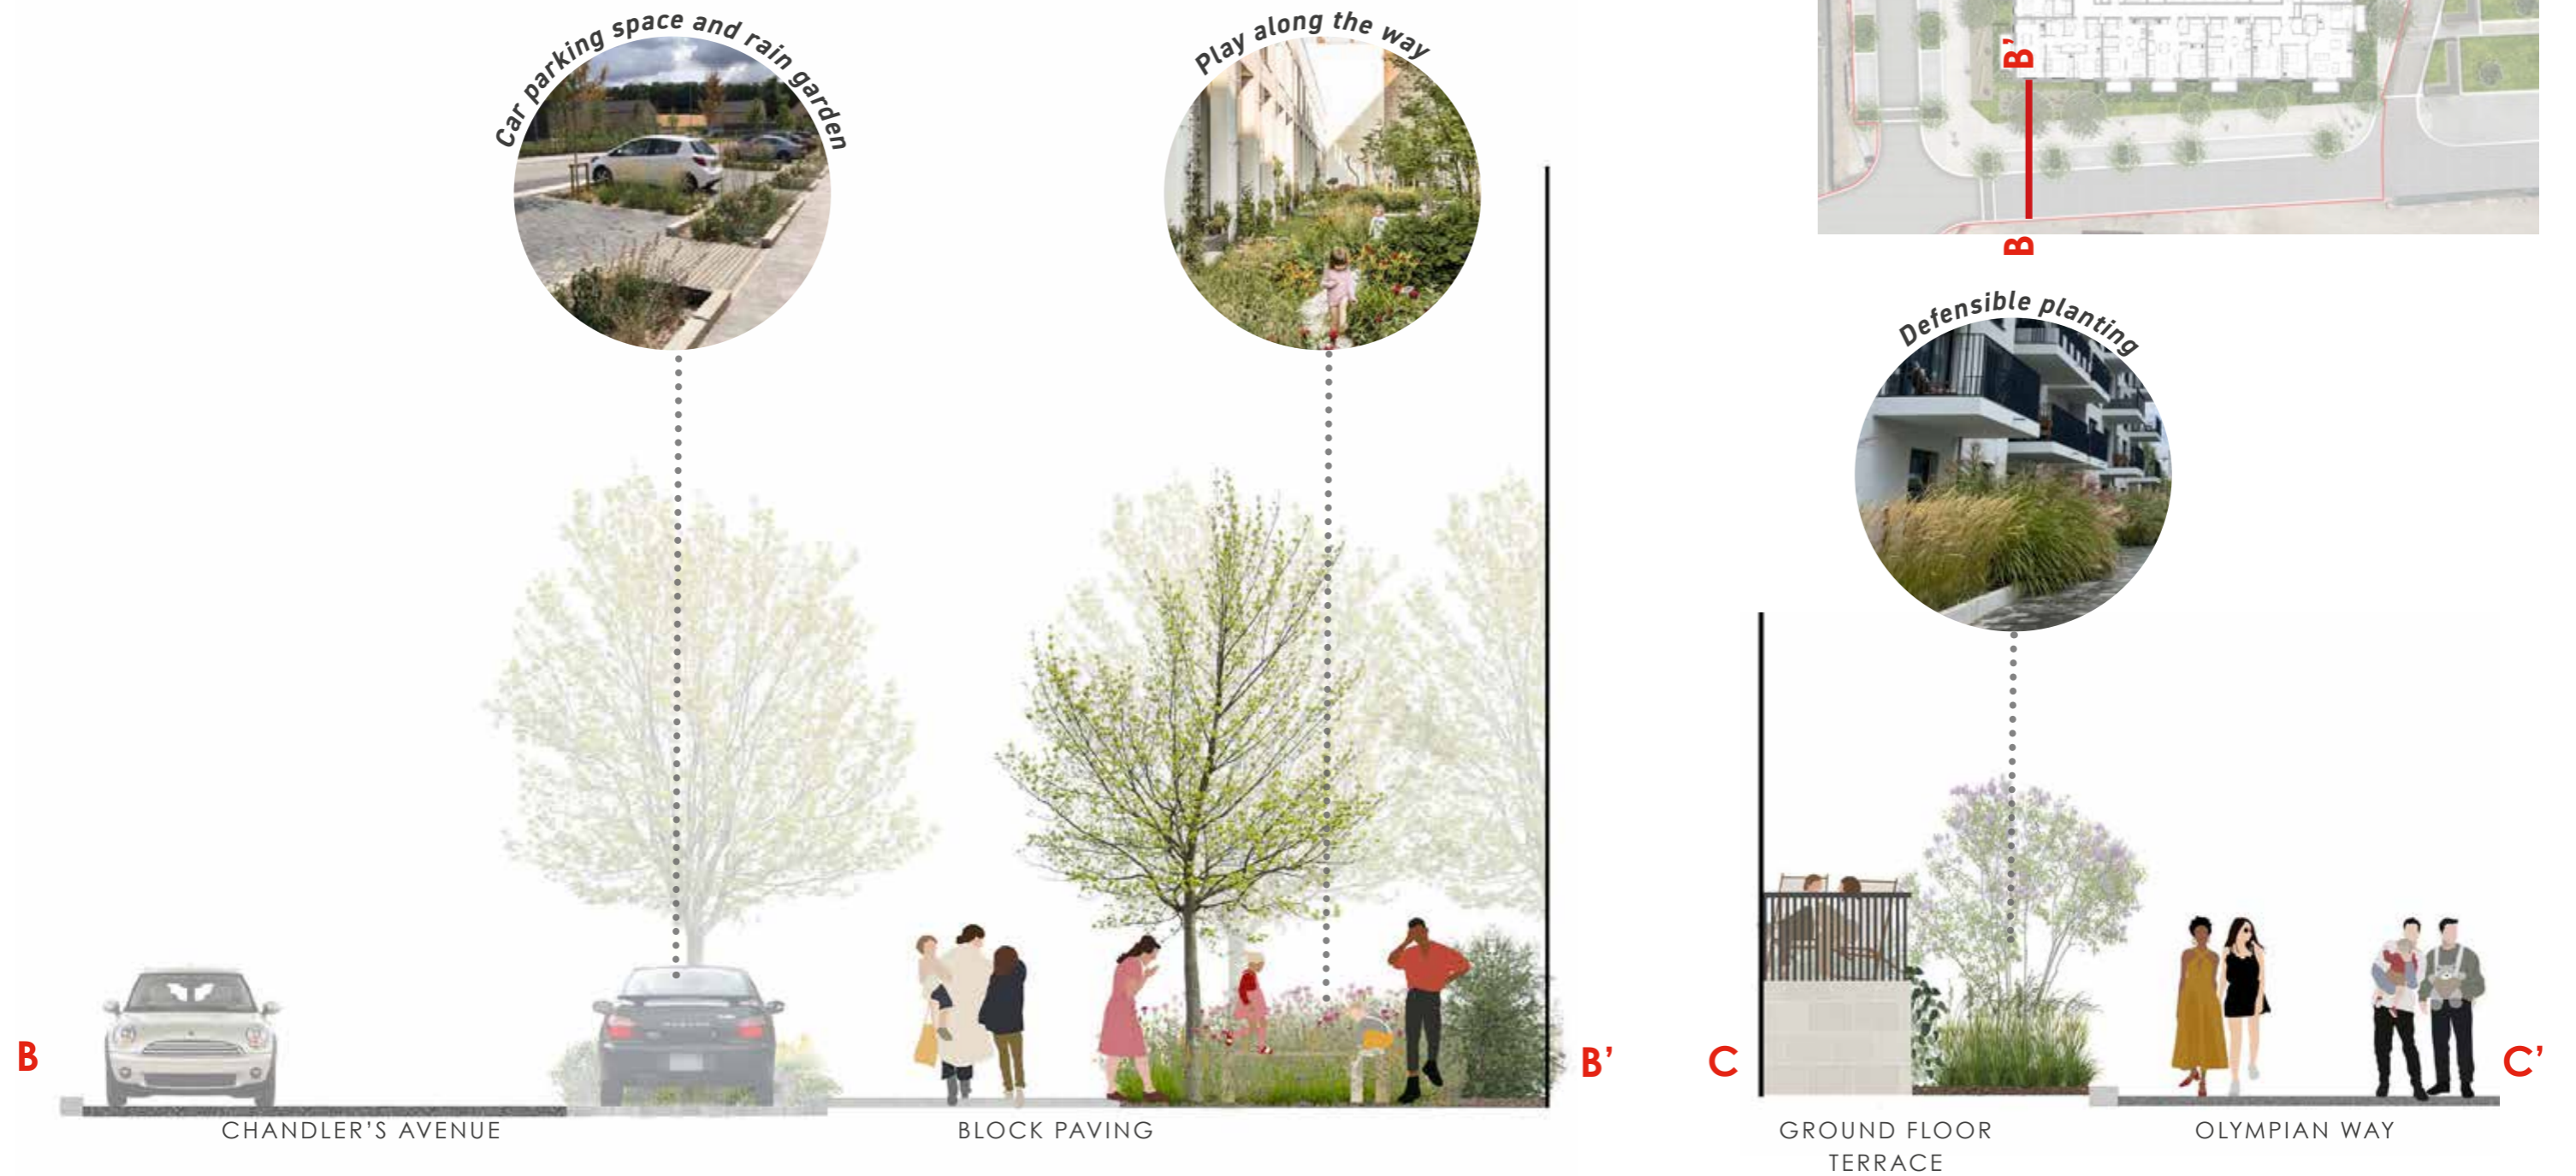 Car parking space and rain garden
Play along the way
B'
B
Defensible planting
B
B'
C
C'
CHANDLER'S AVENUE
BLOCK PAVING
GROUND FLOOR
TERRACE
OLYMPIAN WAY